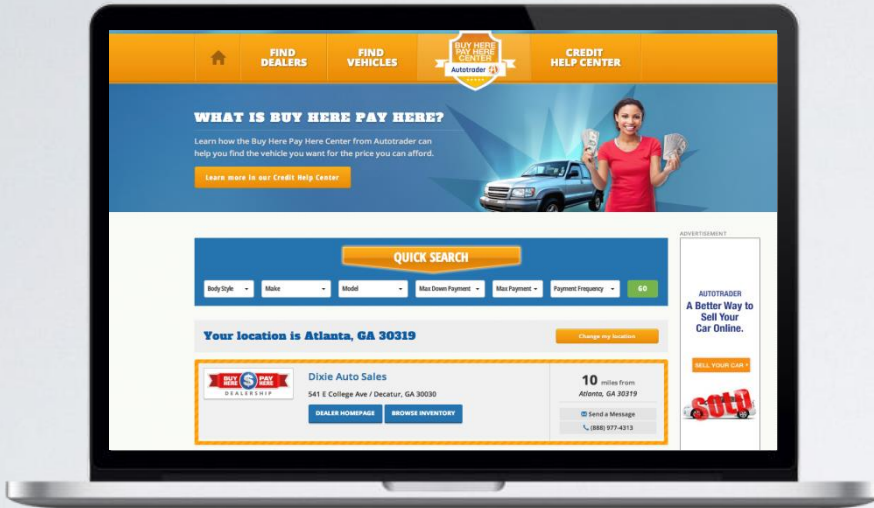 FIND
DEALERS
FIND
VEHICLES
BUY HERE
PAY HERE
CENTER
Autotrader
CREDIT
HELP CENTER
WHAT IS BUY HERE PAY HERE?
Learn how the Buy Here Pay Here Center from Autotrader can
help you find the vehicle you want for the price you can afford.
Learn more in our Credit Help Center
ADVERTISEMENT
QUICK SEARCH
Body Style Make Model Max Down Payment Max Payment Payment Frequency GO
AUTOTRADER
A Better Way to
Sell Your
Car Online.
SELL YOUR CAR
SOLD
Your location is Atlanta, GA 30319
Change my location
BUY HERE $ PAY HERE
DEALERSHIP
Dixie Auto Sales
541 E College Ave / Decatur, GA 30030
DEALER HOMEPAGE BROWSE INVENTORY
10 miles from
Atlanta, GA 30319
Send a Message
(888) 977-4313